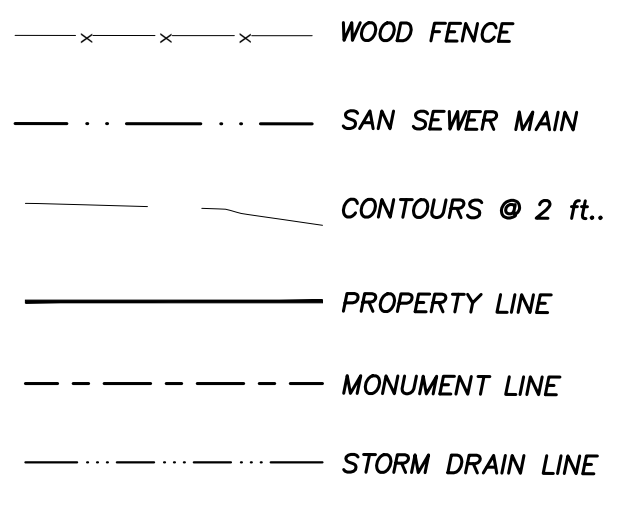 WOOD FENCE
SAN SEWER MAIN
CONTOURS @ 2 ft..
PROPERTY LINE
MONUMENT LINE
STORM DRAIN LINE